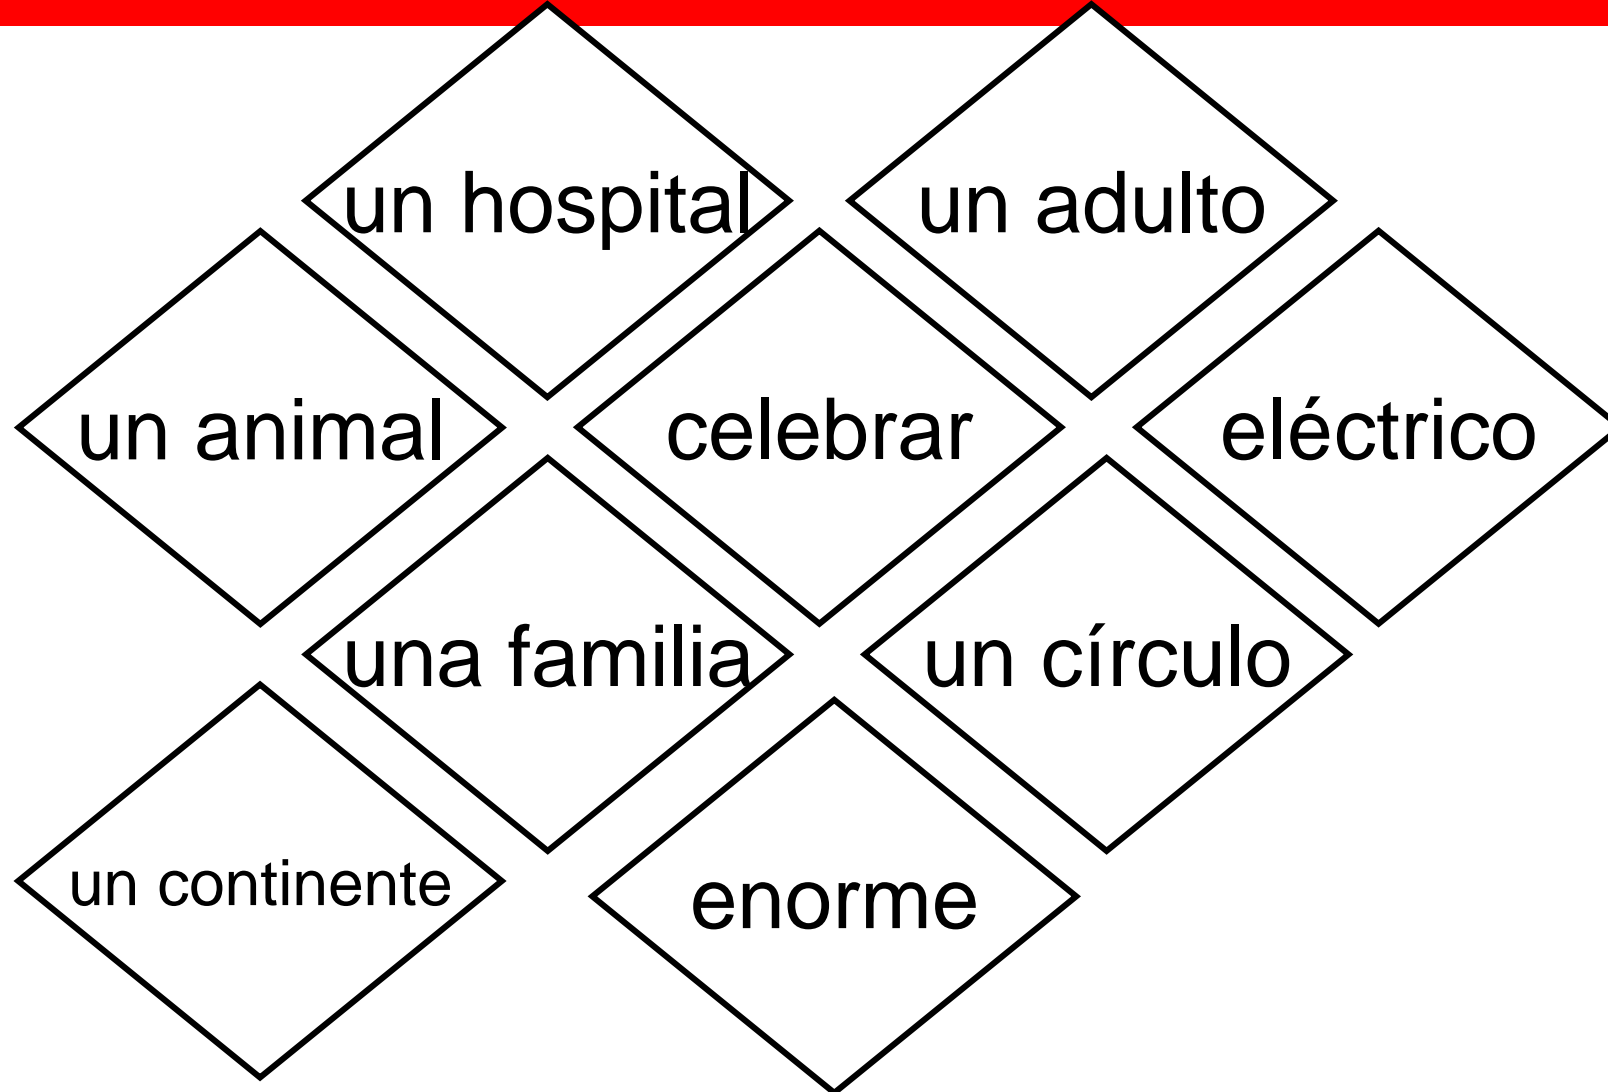 un hospital
un adulto
un animal
celebrar
eléctrico
una familia
un círculo
un continente
enorme